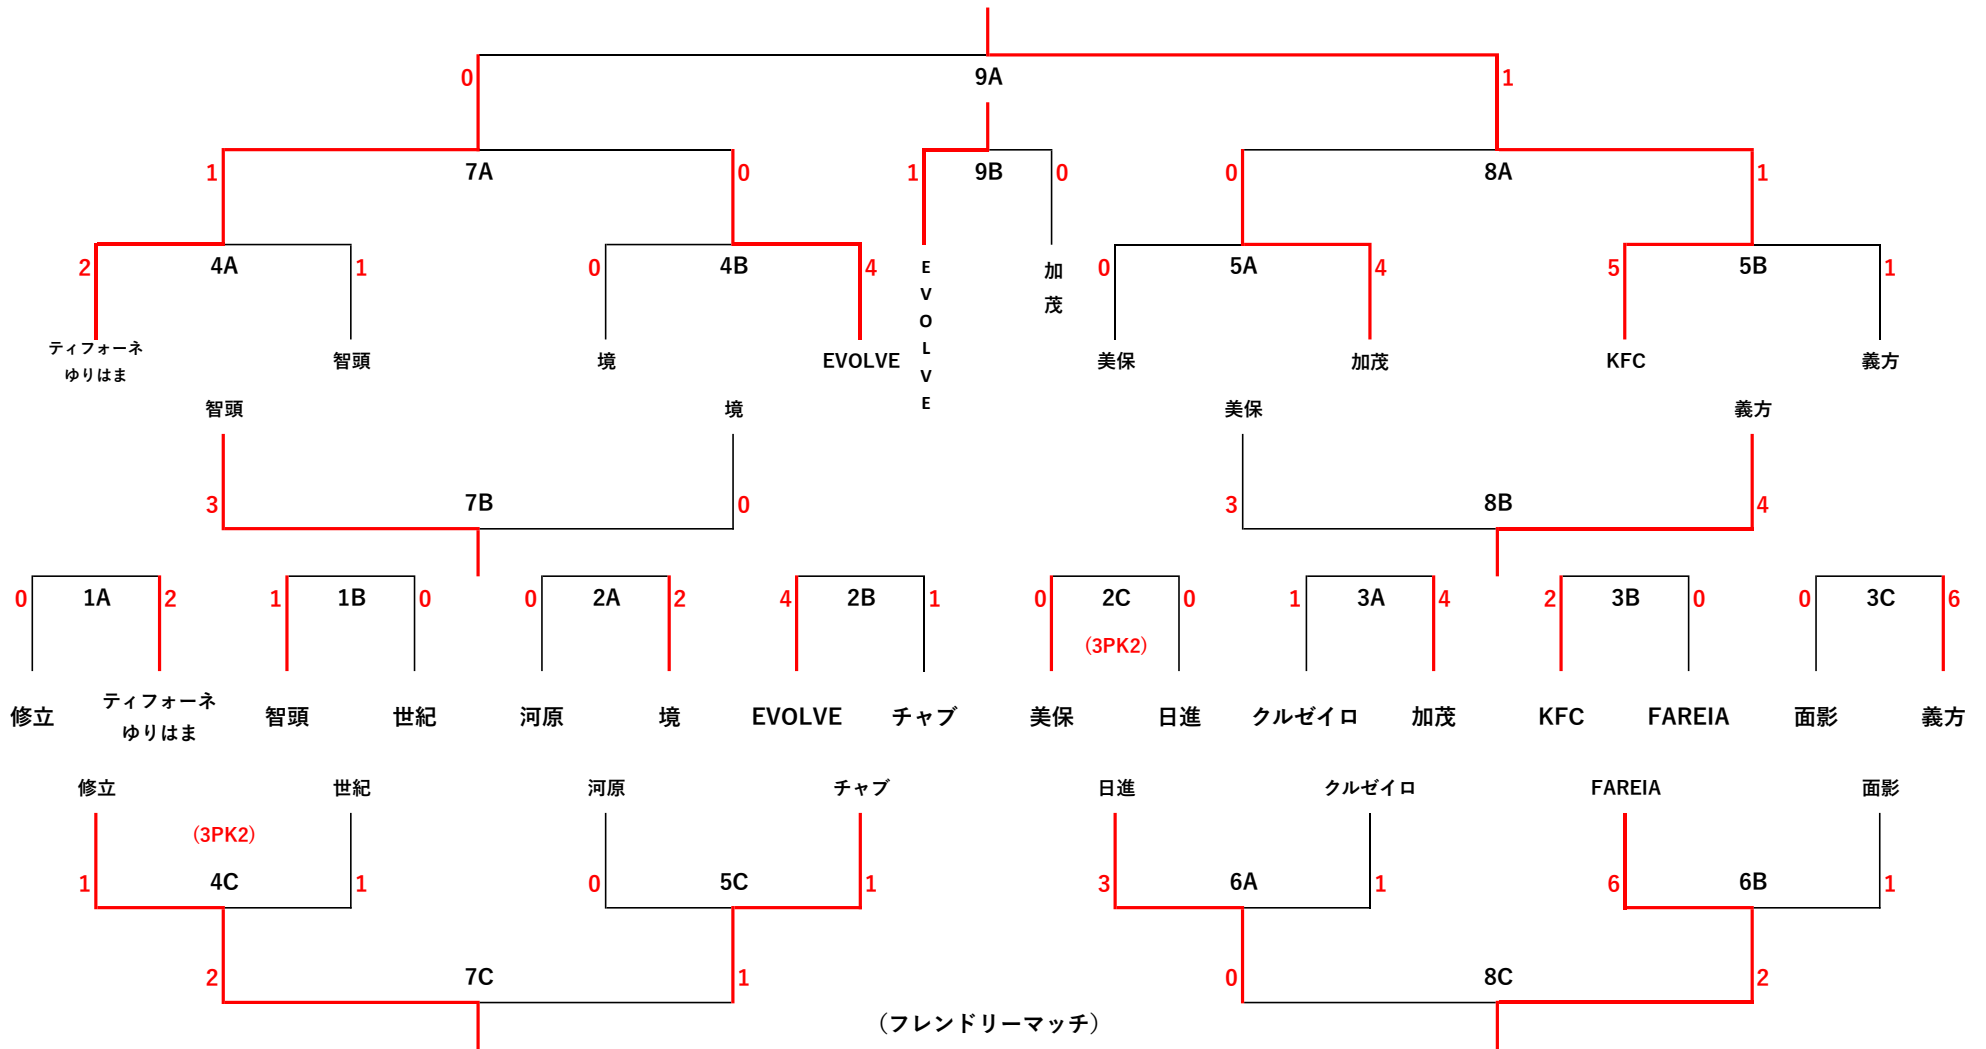 0 9A 1
1 7A 0 1 9B 0 0 8A 1
2 4A 1 0 4B 4 0 5A 4 5 5B 1
ティフォーネ
ゆりはま
智頭 境 EVOLVE
EVOLVE
加茂
美保 加茂 KFC 義方
智頭 境 美保 義方
3 7B 0 3 8B 4
0 1A 2 1 1B 0 0 2A 2 4 2B 1 0 2C 0 1 3A 4 2 3B 0 0 3C 6
(3PK2)
修立
ティフォーネ
ゆりはま
智頭 世紀 河原 境 EVOLVE チャブ 美保 日進 クルゼイロ 加茂 KFC FAREIA 面影 義方
修立 世紀 河原 チャブ 日進 クルゼイロ FAREIA 面影
(3PK2)
1 4C 1 0 5C 1 3 6A 1 6 6B 1
2 7C 1 0 8C 2
(フレンドリーマッチ)